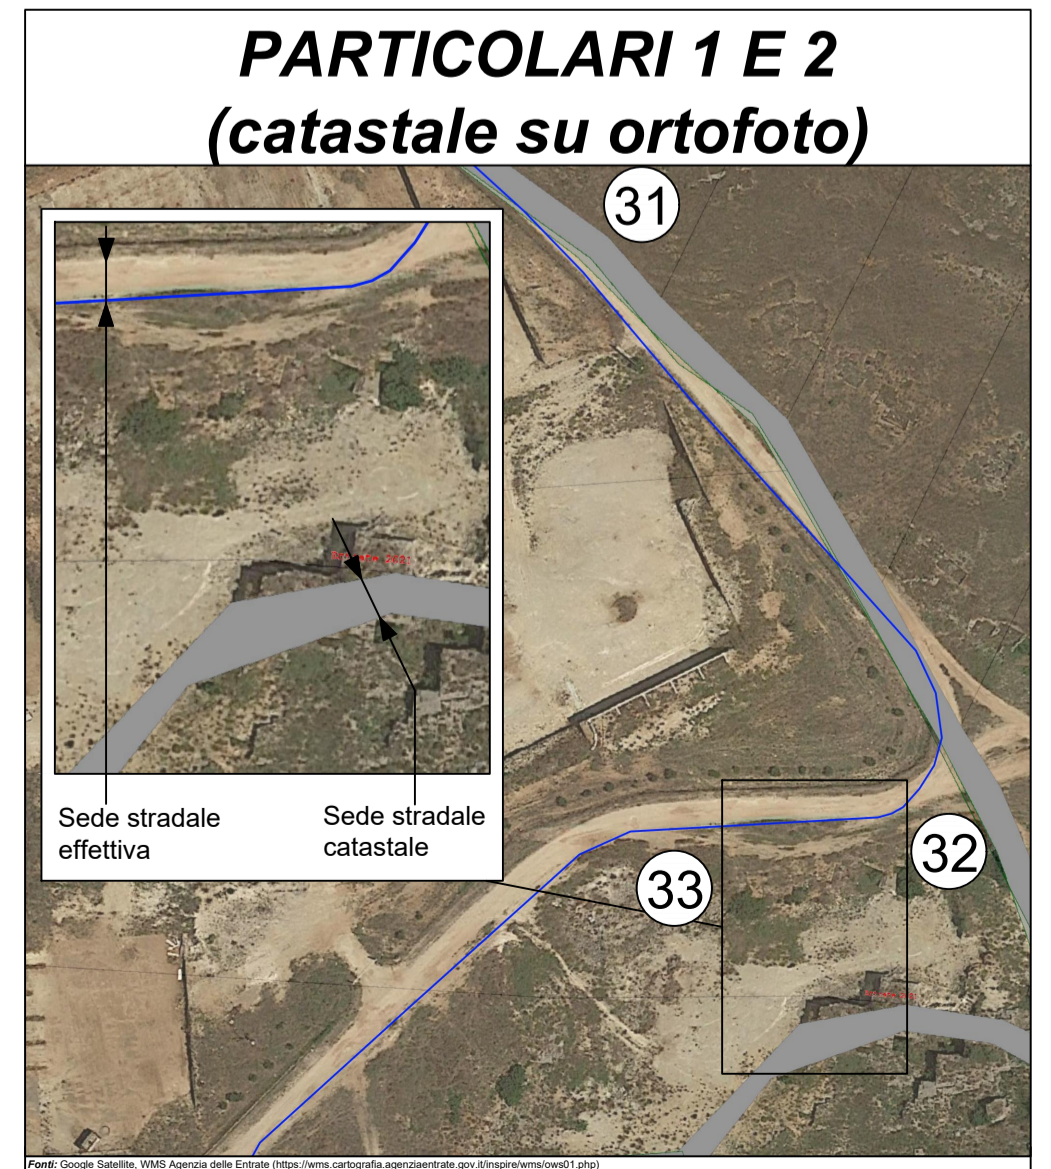 PARTICOLARI 1 E 2
(catastale su ortofoto)
31
Sede stradale
effettiva
Sede stradale
catastale
32
33
Fonti: Google Satellite, WMS Agenzia delle Entrate (https://wms.cartografia.agenziaentrate.gov.it/inspire/wms/ows01.php)